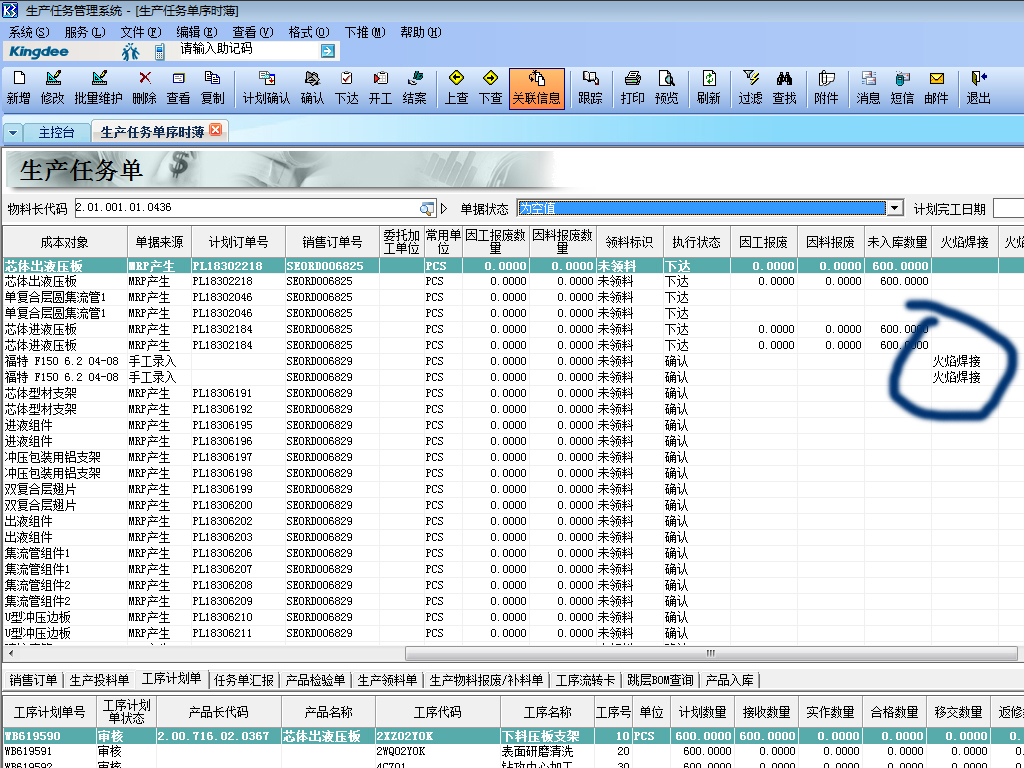 生产任务管理系统 - [生产任务单序时薄]
系统(S) 服务(L) 文件(F) 编辑(E) 查看(V) 格式(O) 下推(M) 帮助(H)
Kingdee 请输入助记码
新增 修改 批量维护 删除 查看 复制 计划确认 确认 下达 开工 结案 上查 下查 关联信息 跟踪 打印 预览 刷新 过滤 查找 附件 消息 短信 邮件 退出
主控台 生产任务单序时薄
生产任务单
物料长代码 2.01.001.01.0436 单据状态 为空值 计划完工日期
成本对象 单据来源 计划订单号 销售订单号 委托加工单位 常用单位 因工报废数量 因料报废数量 领料标识 执行状态 因工报废 因料报废 未入库数量 火焰焊接 火焰
芯体出液压板 MRP产生 PL18302218 SEORD006825 PCS 0.0000 0.0000 未领料 下达 0.0000 0.0000 600.0000
芯体出液压板 MRP产生 PL18302218 SEORD006825 PCS 0.0000 0.0000 未领料 下达 0.0000 0.0000 600.0000
单复合层圆集流管1 MRP产生 PL18302046 SEORD006825 PCS 0.0000 0.0000 未领料 下达
单复合层圆集流管1 MRP产生 PL18302046 SEORD006825 PCS 0.0000 0.0000 未领料 下达
芯体进液压板 MRP产生 PL18302184 SEORD006825 PCS 0.0000 0.0000 未领料 下达 0.0000 0.0000 600.0000
芯体进液压板 MRP产生 PL18302184 SEORD006825 PCS 0.0000 0.0000 未领料 下达 0.0000 0.0000 600.0000
福特 F150 6.2 04-08 手工录入 SEORD006829 PCS 0.0000 0.0000 未领料 确认 火焰焊接
福特 F150 6.2 04-08 手工录入 SEORD006829 PCS 0.0000 0.0000 未领料 确认 火焰焊接
芯体型材支架 MRP产生 PL18306191 SEORD006829 PCS 0.0000 0.0000 未领料 确认
芯体型材支架 MRP产生 PL18306192 SEORD006829 PCS 0.0000 0.0000 未领料 确认
进液组件 MRP产生 PL18306195 SEORD006829 PCS 0.0000 0.0000 未领料 确认
进液组件 MRP产生 PL18306196 SEORD006829 PCS 0.0000 0.0000 未领料 确认
冲压包装用铝支架 MRP产生 PL18306197 SEORD006829 PCS 0.0000 0.0000 未领料 确认
冲压包装用铝支架 MRP产生 PL18306198 SEORD006829 PCS 0.0000 0.0000 未领料 确认
双复合层翅片 MRP产生 PL18306199 SEORD006829 PCS 0.0000 0.0000 未领料 确认
双复合层翅片 MRP产生 PL18306200 SEORD006829 PCS 0.0000 0.0000 未领料 确认
出液组件 MRP产生 PL18306202 SEORD006829 PCS 0.0000 0.0000 未领料 确认
出液组件 MRP产生 PL18306203 SEORD006829 PCS 0.0000 0.0000 未领料 确认
集流管组件1 MRP产生 PL18306206 SEORD006829 PCS 0.0000 0.0000 未领料 确认
集流管组件1 MRP产生 PL18306207 SEORD006829 PCS 0.0000 0.0000 未领料 确认
集流管组件2 MRP产生 PL18306208 SEORD006829 PCS 0.0000 0.0000 未领料 确认
集流管组件2 MRP产生 PL18306209 SEORD006829 PCS 0.0000 0.0000 未领料 确认
U型冲压边板 MRP产生 PL18306210 SEORD006829 PCS 0.0000 0.0000 未领料 确认
U型冲压边板 MRP产生 PL18306211 SEORD006829 PCS 0.0000 0.0000 未领料 确认
销售订单 生产投料单 工序计划单 任务单汇报 产品检验单 生产领料单 生产物料报废/补料单 工序流转卡 跳层BOM查询 产品入库
工序计划单号 工序计划单状态 产品长代码 产品名称 工序代码 工序名称 工序号 单位 计划数量 接收数量 实作数量 合格数量 移交数量 返修
WB619590 审核 2.00.716.02.0367 芯体出液压板 2XZ02YOK 下料压板支架 10 PCS 600.0000 600.0000 0.0000 0.0000 0.0000 0.
WB619591 审核 2WQ02YOK 表面研磨清洗 20 600.0000 0.0000 0.0000 0.0000 0.0000 0.